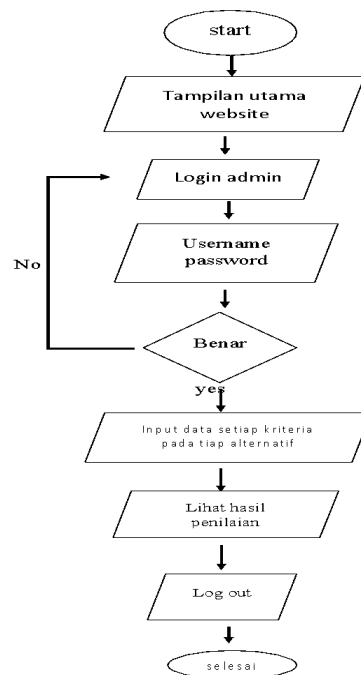 start
Tampilan utama
website
Login admin
Username
password
No
Benar
yes
Input data setiap kriteria
pada tiap alternatif
Lihat hasil
penilaian
Log out
selesai